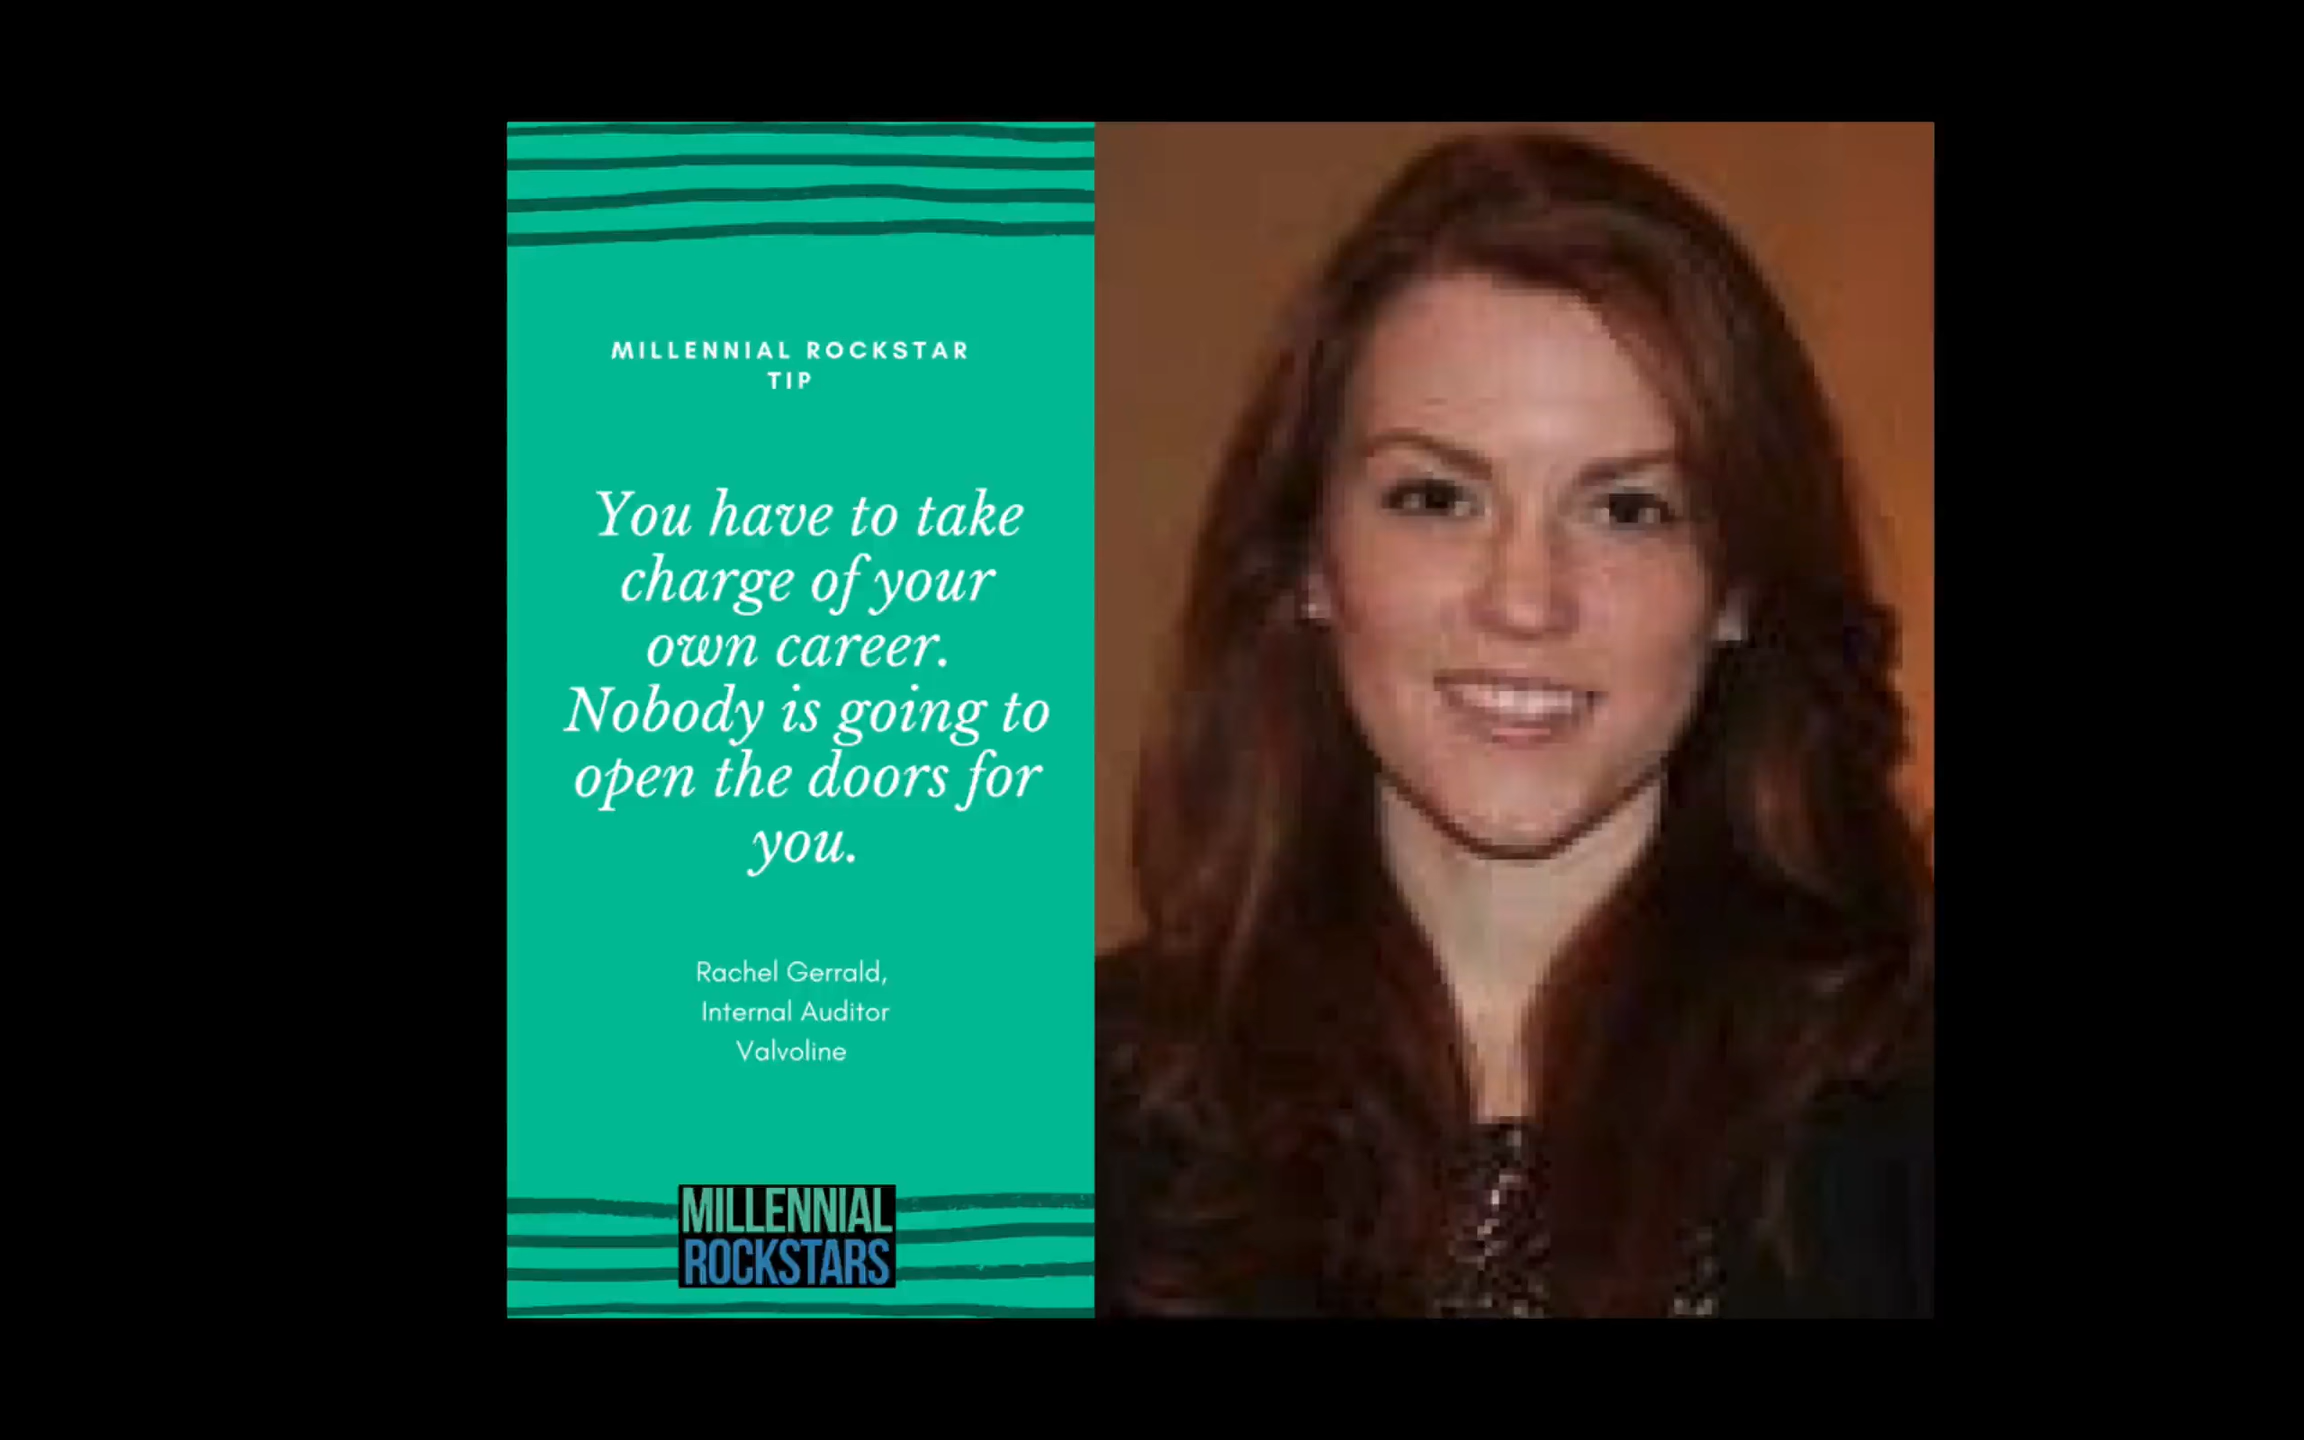 MILLENNIAL ROCKSTAR
TIP
You have to take
charge of your
own career.
Nobody is going to
open the doors for
you.
Rachel Gerrald,
Internal Auditor
Valvoline
MILLENNIAL
ROCKSTARS